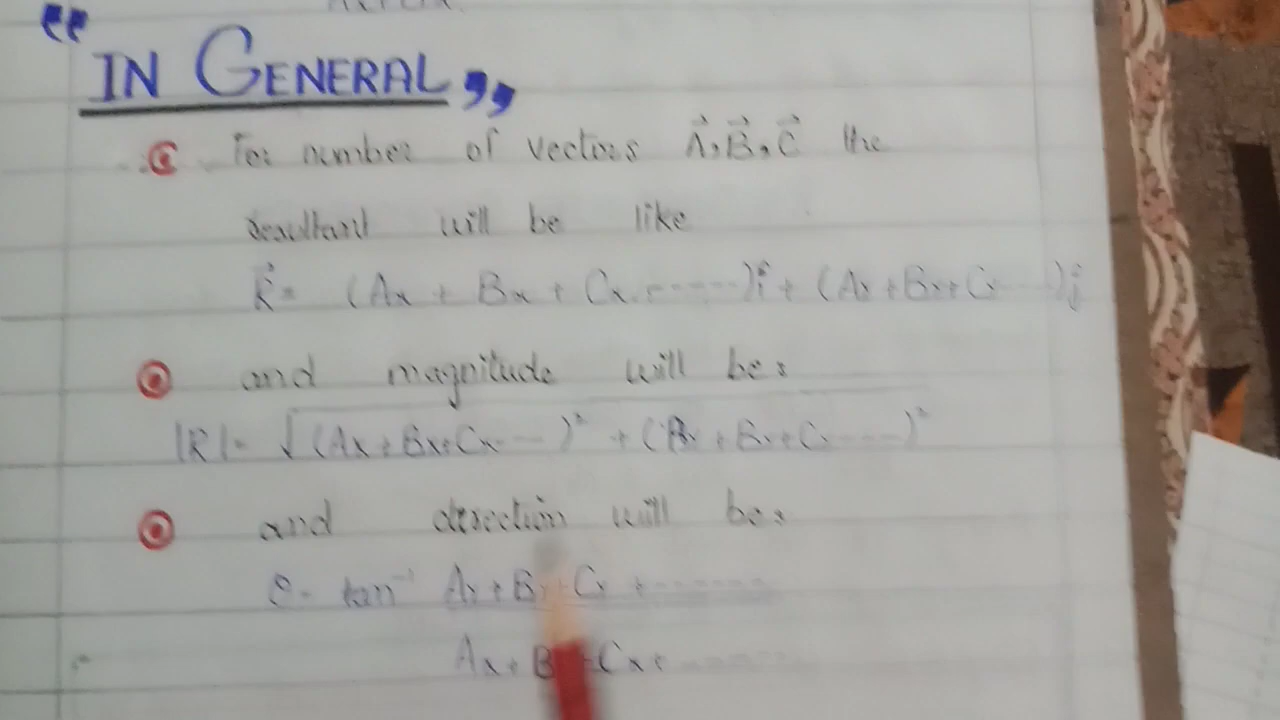 "IN GENERAL"
For number of vectors A⃗, B⃗, C⃗ the
resultant will be like
R⃗ = (Ax + Bx + Cx + ------)i + (Ay + By + Cy ----)j
and magnitude will be:
|R| = √(Ax + Bx + Cx ---)² + (Ay + By + Cy ----)²
and direction will be:
θ = tan⁻¹ Ay + By + Cy + -------
Ax + B + Cx + -------